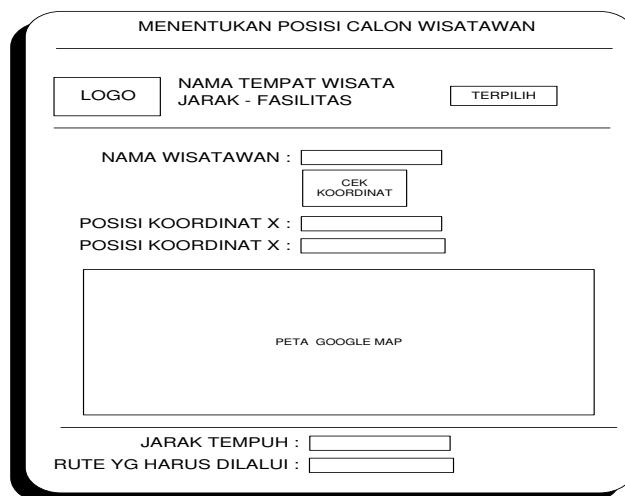 MENENTUKAN POSISI CALON WISATAWAN
LOGO
NAMA TEMPAT WISATA
JARAK - FASILITAS
TERPILIH
NAMA WISATAWAN :
CEK
KOORDINAT
POSISI KOORDINAT X :
POSISI KOORDINAT X :
PETA GOOGLE MAP
JARAK TEMPUH :
RUTE YG HARUS DILALUI :